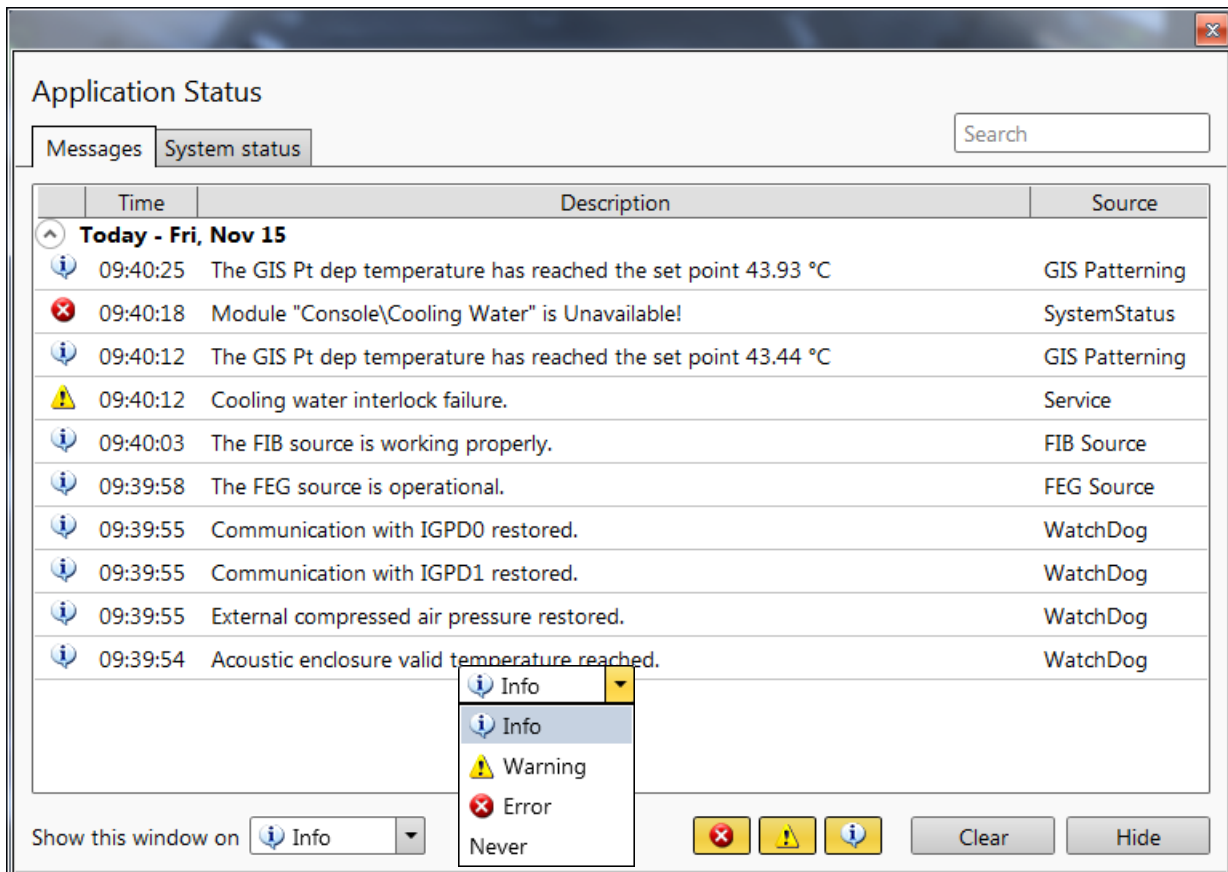 Application Status
Search
Messages System status
Time Description Source
Today - Fri, Nov 15
09:40:25 The GIS Pt dep temperature has reached the set point 43.93 °C GIS Patterning
09:40:18 Module "Console\Cooling Water" is Unavailable! SystemStatus
09:40:12 The GIS Pt dep temperature has reached the set point 43.44 °C GIS Patterning
09:40:12 Cooling water interlock failure. Service
09:40:03 The FIB source is working properly. FIB Source
09:39:58 The FEG source is operational. FEG Source
09:39:55 Communication with IGPD0 restored. WatchDog
09:39:55 Communication with IGPD1 restored. WatchDog
09:39:55 External compressed air pressure restored. WatchDog
09:39:54 Acoustic enclosure valid temperature reached. WatchDog
Info
Info
Warning
Error
Never
Show this window on Info
Clear Hide